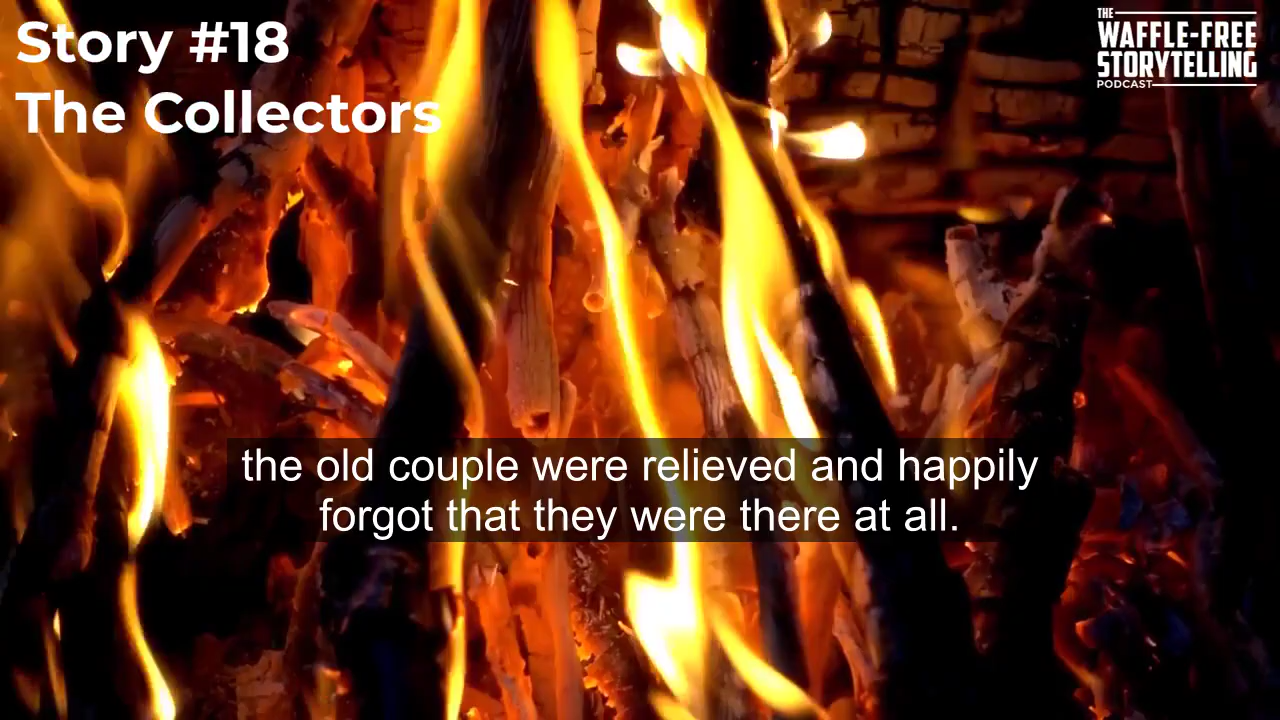 Story #18
The Collectors
THE
WAFFLE-FREE
STORYTELLING
PODCAST
the old couple were relieved and happily
forgot that they were there at all.